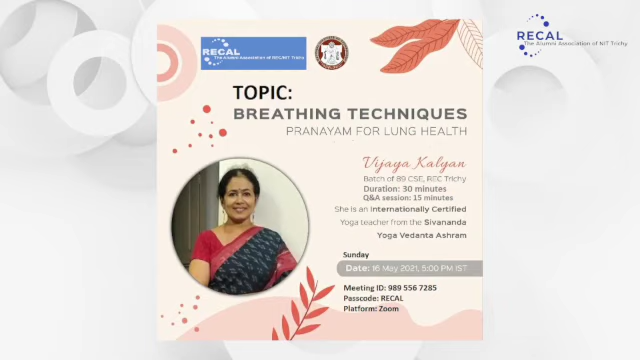 RECAL
The Alumni Association of REC/NIT Trichy
RECAL
The Alumni Association of NIT Trichy
TOPIC:
BREATHING TECHNIQUES
PRANAYAM FOR LUNG HEALTH
Vijaya Kalyan
Batch of 89 CSE, REC Trichy
Duration: 30 minutes
Q&A session: 15 minutes
She is an Internationally Certified
Yoga teacher from the Sivananda
Yoga Vedanta Ashram
Sunday
Date: 16 May 2021, 5:00 PM IST
Meeting ID: 989 556 7285
Passcode: RECAL
Platform: Zoom